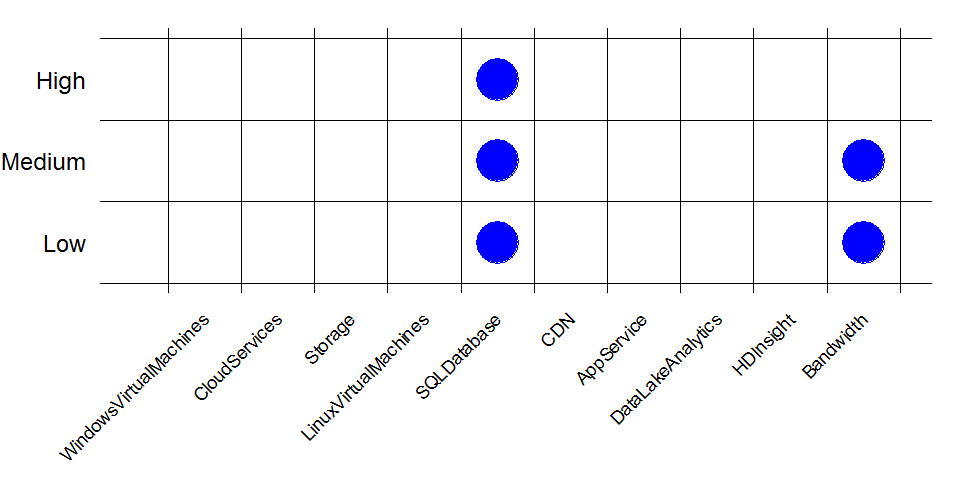 High
Medium
Low
WindowsVirtualMachines
CloudServices
Storage
LinuxVirtualMachines
SQLDatabase
CDN
AppService
DataLakeAnalytics
HDInsight
Bandwidth